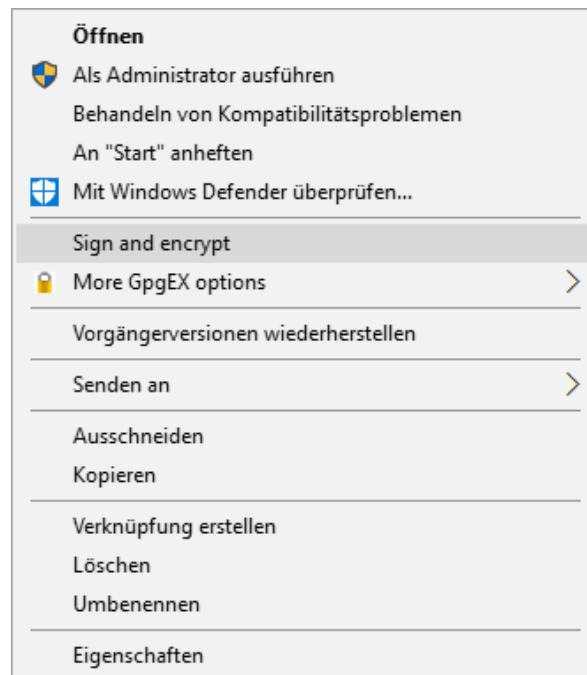 Öffnen
Als Administrator ausführen
Behandeln von Kompatibilitätsproblemen
An "Start" anheften
Mit Windows Defender überprüfen...
Sign and encrypt
More GpgEX options
Vorgängerversionen wiederherstellen
Senden an
Ausschneiden
Kopieren
Verknüpfung erstellen
Löschen
Umbenennen
Eigenschaften